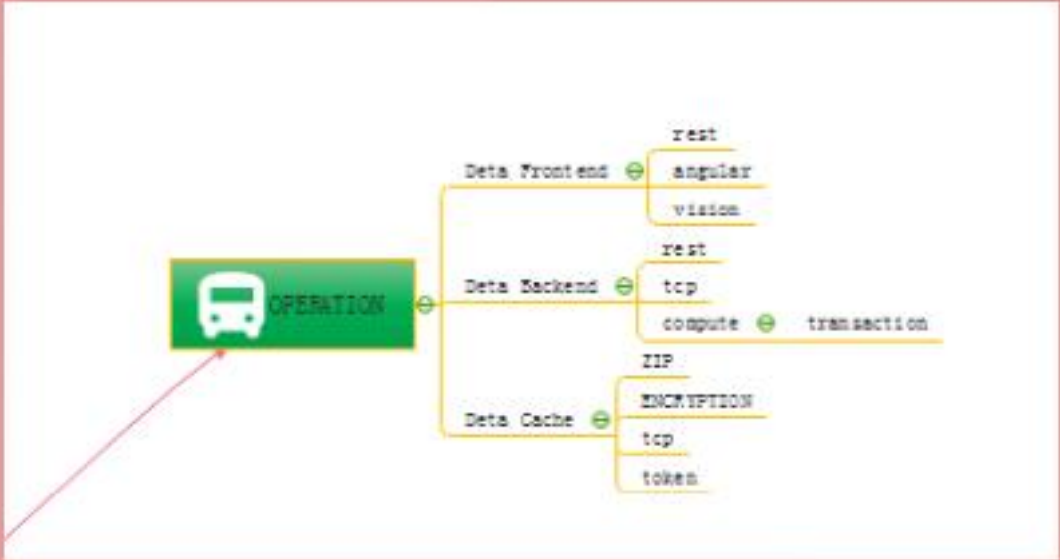 OPERATION
Deta Frontend
rest
angular
vision
Deta Backend
rest
tcp
compute
transaction
Deta Cache
ZIP
ENCRYPTION
tcp
token